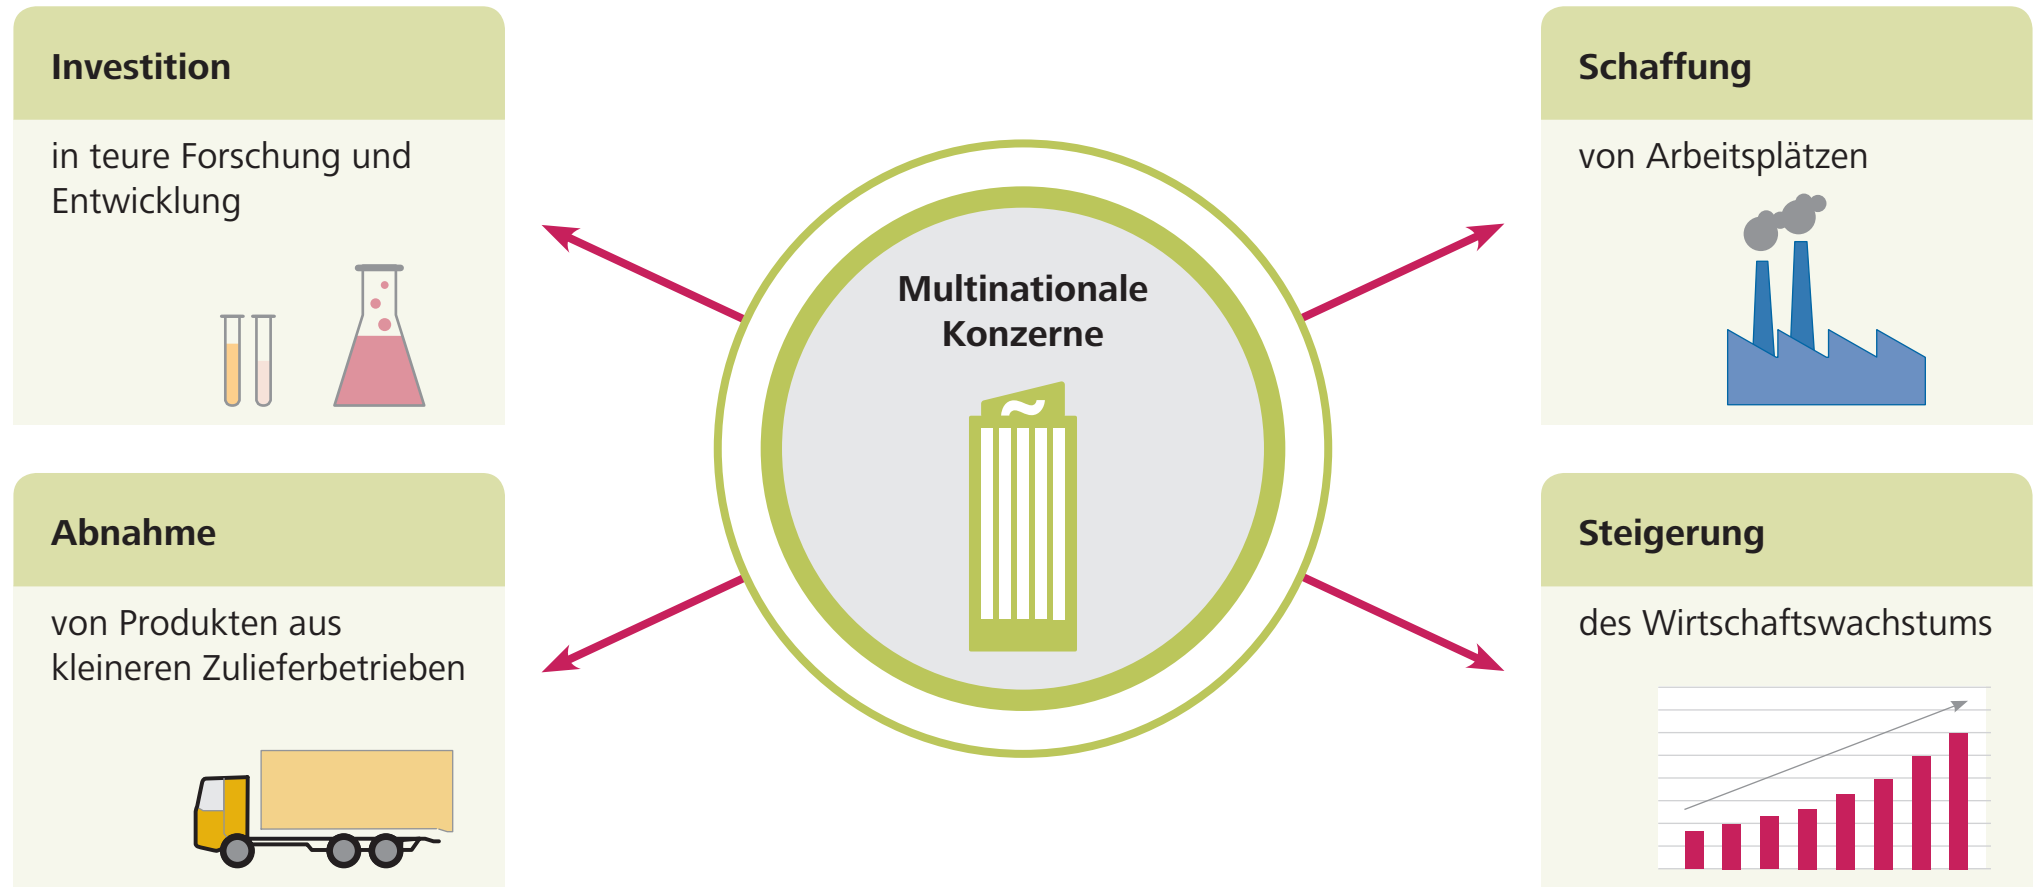 Investition
in teure Forschung und
Entwicklung
Abnahme
von Produkten aus
kleineren Zulieferbetrieben
Multinationale
Konzerne
Schaffung
von Arbeitsplätzen
Steigerung
des Wirtschaftswachstums